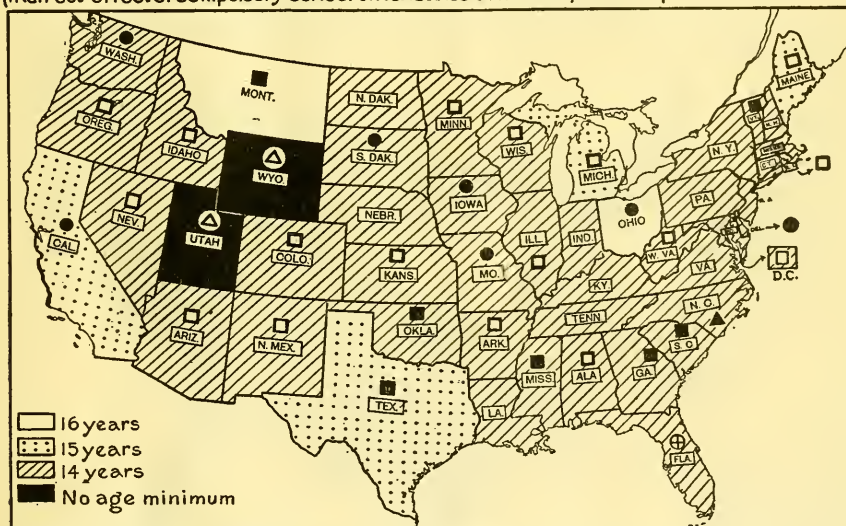 WASH.
MONT.
N. DAK.
MINN
MAINE
OREG.
IDAHO
S. DAK.
WIS.
MICH.
N.Y.
VT.
N.H.
WYO.
IOWA
NEBR.
PA.
NEV.
UTAH
COLO.
ILL.
IND.
OHIO
W. VA
DEL.
CAL.
KANS.
MO.
KY.
VA
D.C.
ARIZ.
N. MEX.
OKLA.
ARK.
TENN
N. C.
S. C
TEX.
LA.
MISS.
ALA
GA.
FLA.
16 years
15 years
14 years
No age minimum